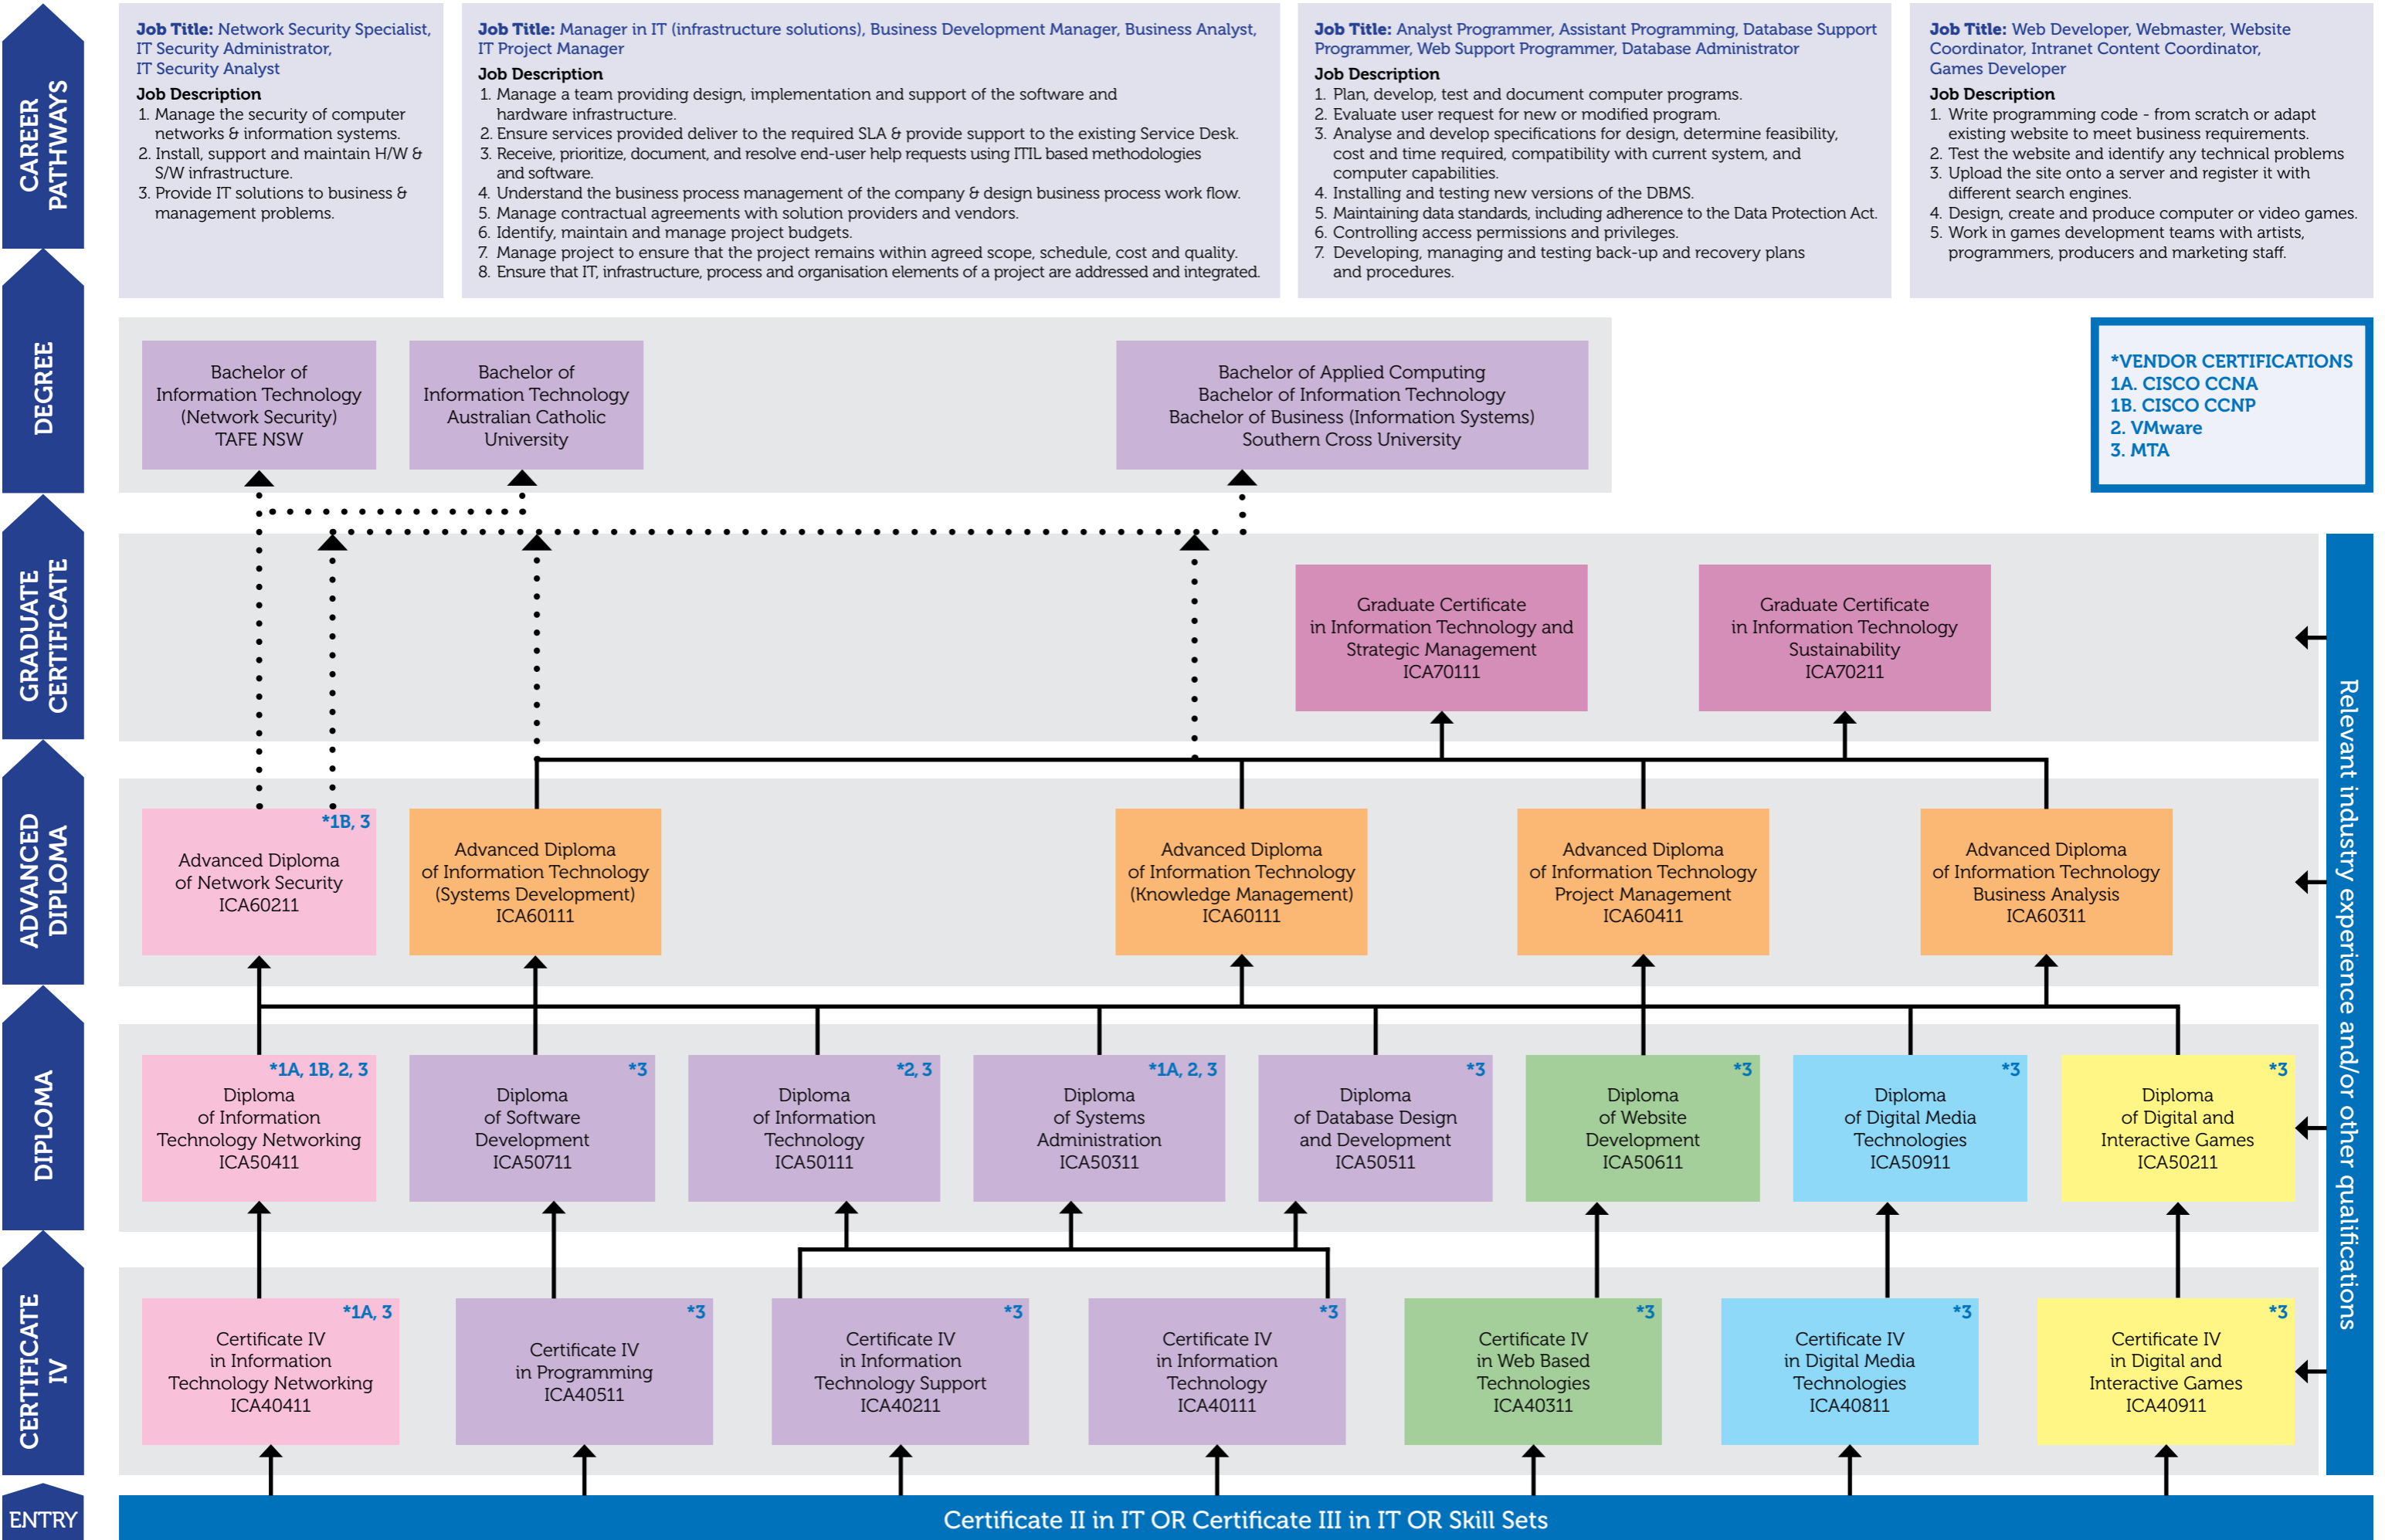 CAREER
PATHWAYS
Job Title: Network Security Specialist,
IT Security Administrator,
IT Security Analyst
Job Description
1. Manage the security of computer
networks & information systems.
2. Install, support and maintain H/W &
S/W infrastructure.
3. Provide IT solutions to business &
management problems.
Job Title: Manager in IT (infrastructure solutions), Business Development Manager, Business Analyst,
IT Project Manager
Job Description
1. Manage a team providing design, implementation and support of the software and
hardware infrastructure.
2. Ensure services provided deliver to the required SLA & provide support to the existing Service Desk.
3. Receive, prioritize, document, and resolve end-user help requests using ITIL based methodologies
and software.
4. Understand the business process management of the company & design business process work flow.
5. Manage contractual agreements with solution providers and vendors.
6. Identify, maintain and manage project budgets.
7. Manage project to ensure that the project remains within agreed scope, schedule, cost and quality.
8. Ensure that IT, infrastructure, process and organisation elements of a project are addressed and integrated.
Job Title: Analyst Programmer, Assistant Programming, Database Support
Programmer, Web Support Programmer, Database Administrator
Job Description
1. Plan, develop, test and document computer programs.
2. Evaluate user request for new or modified program.
3. Analyse and develop specifications for design, determine feasibility,
cost and time required, compatibility with current system, and
computer capabilities.
4. Installing and testing new versions of the DBMS.
5. Maintaining data standards, including adherence to the Data Protection Act.
6. Controlling access permissions and privileges.
7. Developing, managing and testing back-up and recovery plans
and procedures.
Job Title: Web Developer, Webmaster, Website
Coordinator, Intranet Content Coordinator,
Games Developer
Job Description
1. Write programming code - from scratch or adapt
existing website to meet business requirements.
2. Test the website and identify any technical problems
3. Upload the site onto a server and register it with
different search engines.
4. Design, create and produce computer or video games.
5. Work in games development teams with artists,
programmers, producers and marketing staff.
DEGREE
Bachelor of
Information Technology
(Network Security)
TAFE NSW
Bachelor of
Information Technology
Australian Catholic
University
Bachelor of Applied Computing
Bachelor of Information Technology
Bachelor of Business (Information Systems)
Southern Cross University
*VENDOR CERTIFICATIONS
1A. CISCO CCNA
1B. CISCO CCNP
2. VMware
3. MTA
GRADUATE
CERTIFICATE
Graduate Certificate
in Information Technology and
Strategic Management
ICA70111
Graduate Certificate
in Information Technology
Sustainability
ICA70211
Relevant industry experience and/or other qualifications
ADVANCED
DIPLOMA
*1B, 3
Advanced Diploma
of Network Security
ICA60211
Advanced Diploma
of Information Technology
(Systems Development)
ICA60111
Advanced Diploma
of Information Technology
(Knowledge Management)
ICA60111
Advanced Diploma
of Information Technology
Project Management
ICA60411
Advanced Diploma
of Information Technology
Business Analysis
ICA60311
DIPLOMA
*1A, 1B, 2, 3
Diploma
of Information
Technology Networking
ICA50411
*3
Diploma
of Software
Development
ICA50711
*2, 3
Diploma
of Information
Technology
ICA50111
*1A, 2, 3
Diploma
of Systems
Administration
ICA50311
*3
Diploma
of Database Design
and Development
ICA50511
*3
Diploma
of Website
Development
ICA50611
*3
Diploma
of Digital Media
Technologies
ICA50911
*3
Diploma
of Digital and
Interactive Games
ICA50211
CERTIFICATE
IV
*1A, 3
Certificate IV
in Information
Technology Networking
ICA40411
*3
Certificate IV
in Programming
ICA40511
*3
Certificate IV
in Information
Technology Support
ICA40211
*3
Certificate IV
in Information
Technology
ICA40111
*3
Certificate IV
in Web Based
Technologies
ICA40311
*3
Certificate IV
in Digital Media
Technologies
ICA40811
*3
Certificate IV
in Digital and
Interactive Games
ICA40911
ENTRY
Certificate II in IT OR Certificate III in IT OR Skill Sets